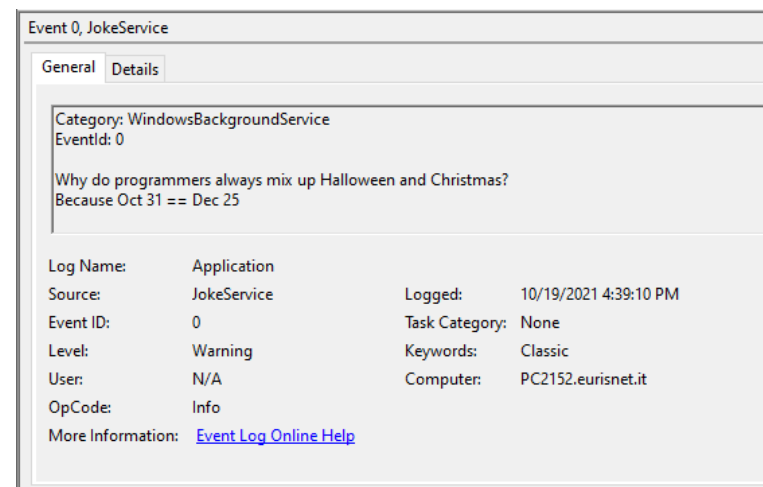 Event 0, JokeService
General Details
Category: WindowsBackgroundService
EventId: 0
Why do programmers always mix up Halloween and Christmas?
Because Oct 31 == Dec 25
Log Name: Application
Source: JokeService Logged: 10/19/2021 4:39:10 PM
Event ID: 0 Task Category: None
Level: Warning Keywords: Classic
User: N/A Computer: PC2152.eurisnet.it
OpCode: Info
More Information: Event Log Online Help